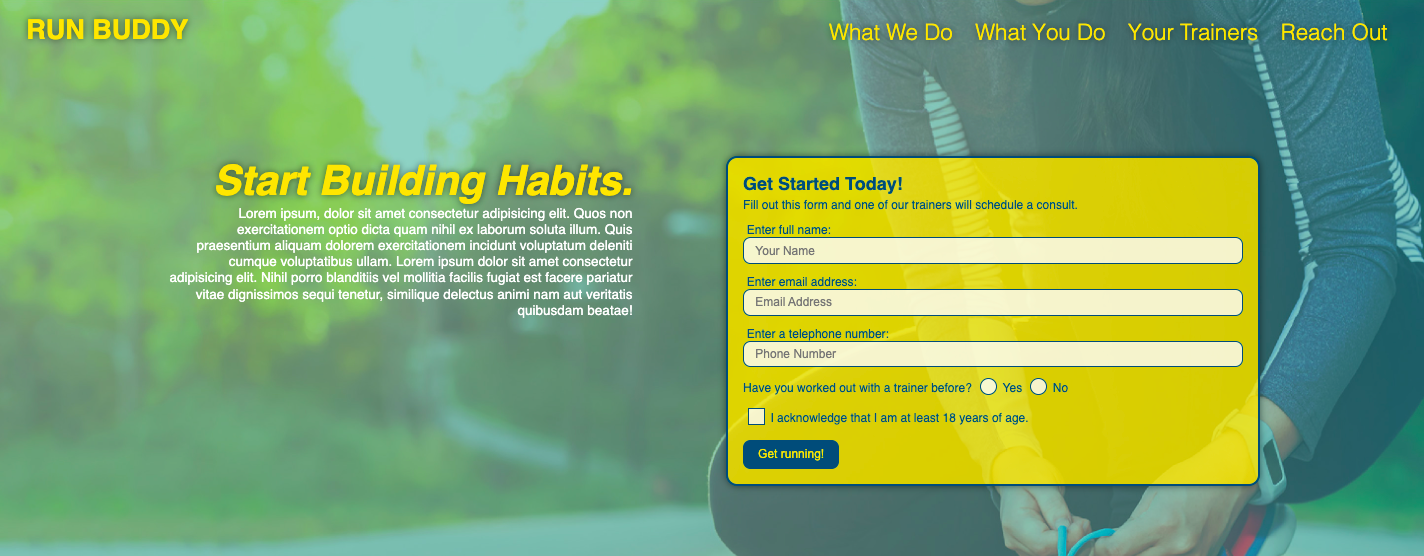 RUN BUDDY
What We Do What You Do Your Trainers Reach Out
Start Building Habits.
Lorem ipsum, dolor sit amet consectetur adipisicing elit. Quos non
exercitationem optio dicta quam nihil ex laborum soluta illum. Quis
praesentium aliquam dolorem exercitationem incidunt voluptatum deleniti
cumque voluptatibus ullam. Lorem ipsum dolor sit amet consectetur
adipisicing elit. Nihil porro blanditiis vel mollitia facilis fugiat est facere pariatur
vitae dignissimos sequi tenetur, similique delectus animi nam aut veritatis
quibusdam beatae!
Get Started Today!
Fill out this form and one of our trainers will schedule a consult.
Enter full name:
Your Name
Enter email address:
Email Address
Enter a telephone number:
Phone Number
Have you worked out with a trainer before? Yes No
I acknowledge that I am at least 18 years of age.
Get running!